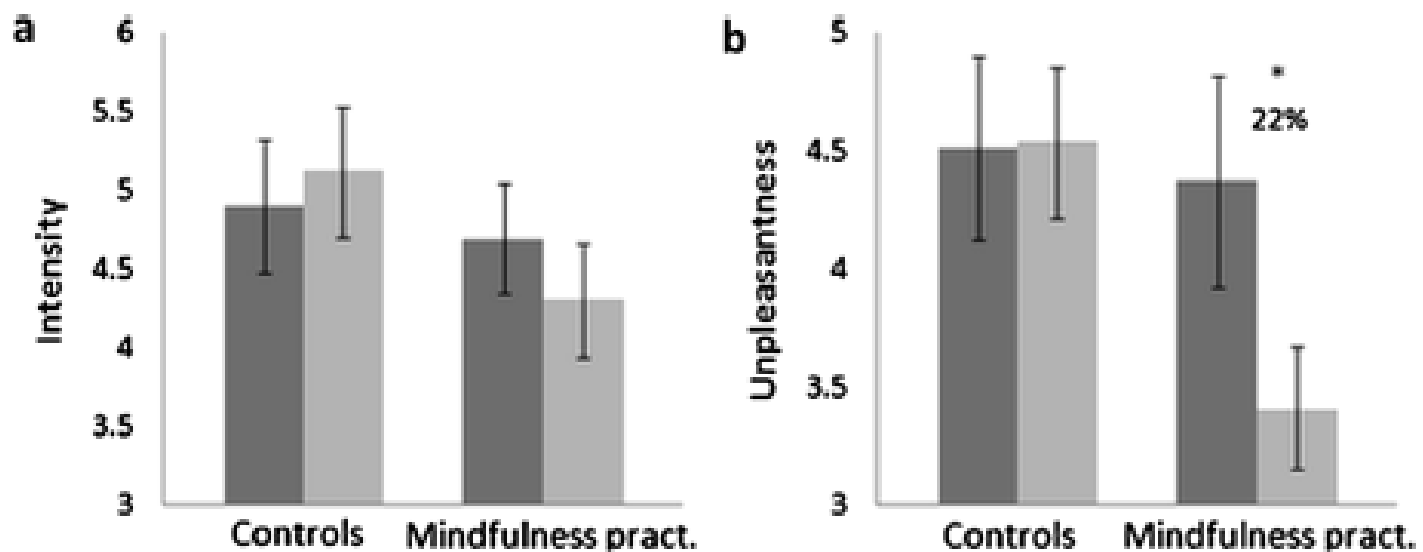 a
Intensity
6
5.5
5
4.5
4
3.5
3
Controls
Mindfulness pract.
b
Unpleasantness
5
4.5
4
3.5
3
*
22%
Controls
Mindfulness pract.